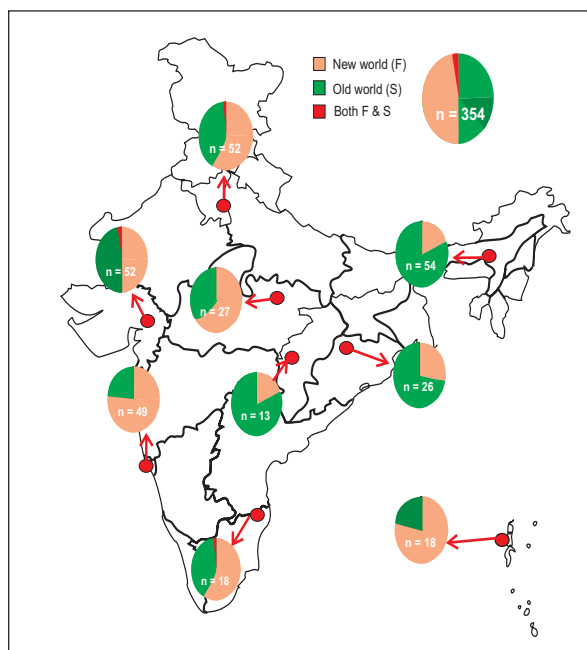 New world (F)
Old world (S)
Both F & S
n = 354
n = 52
n = 52
n = 54
n = 27
n = 26
n = 49
n = 13
n = 18
n = 18